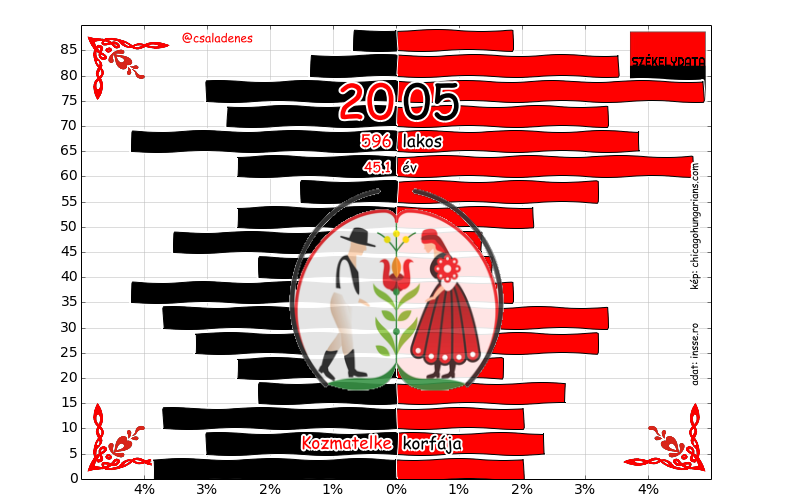 @csaladenes
SZÉKELYDATA
2005
596 lakos
45.1 év
kép: chicagohungarians.com
adat: insse.ro
Kozmatelke korfája
85
80
75
70
65
60
55
50
45
40
35
30
25
20
15
10
5
0
4% 3% 2% 1% 0% 1% 2% 3% 4%